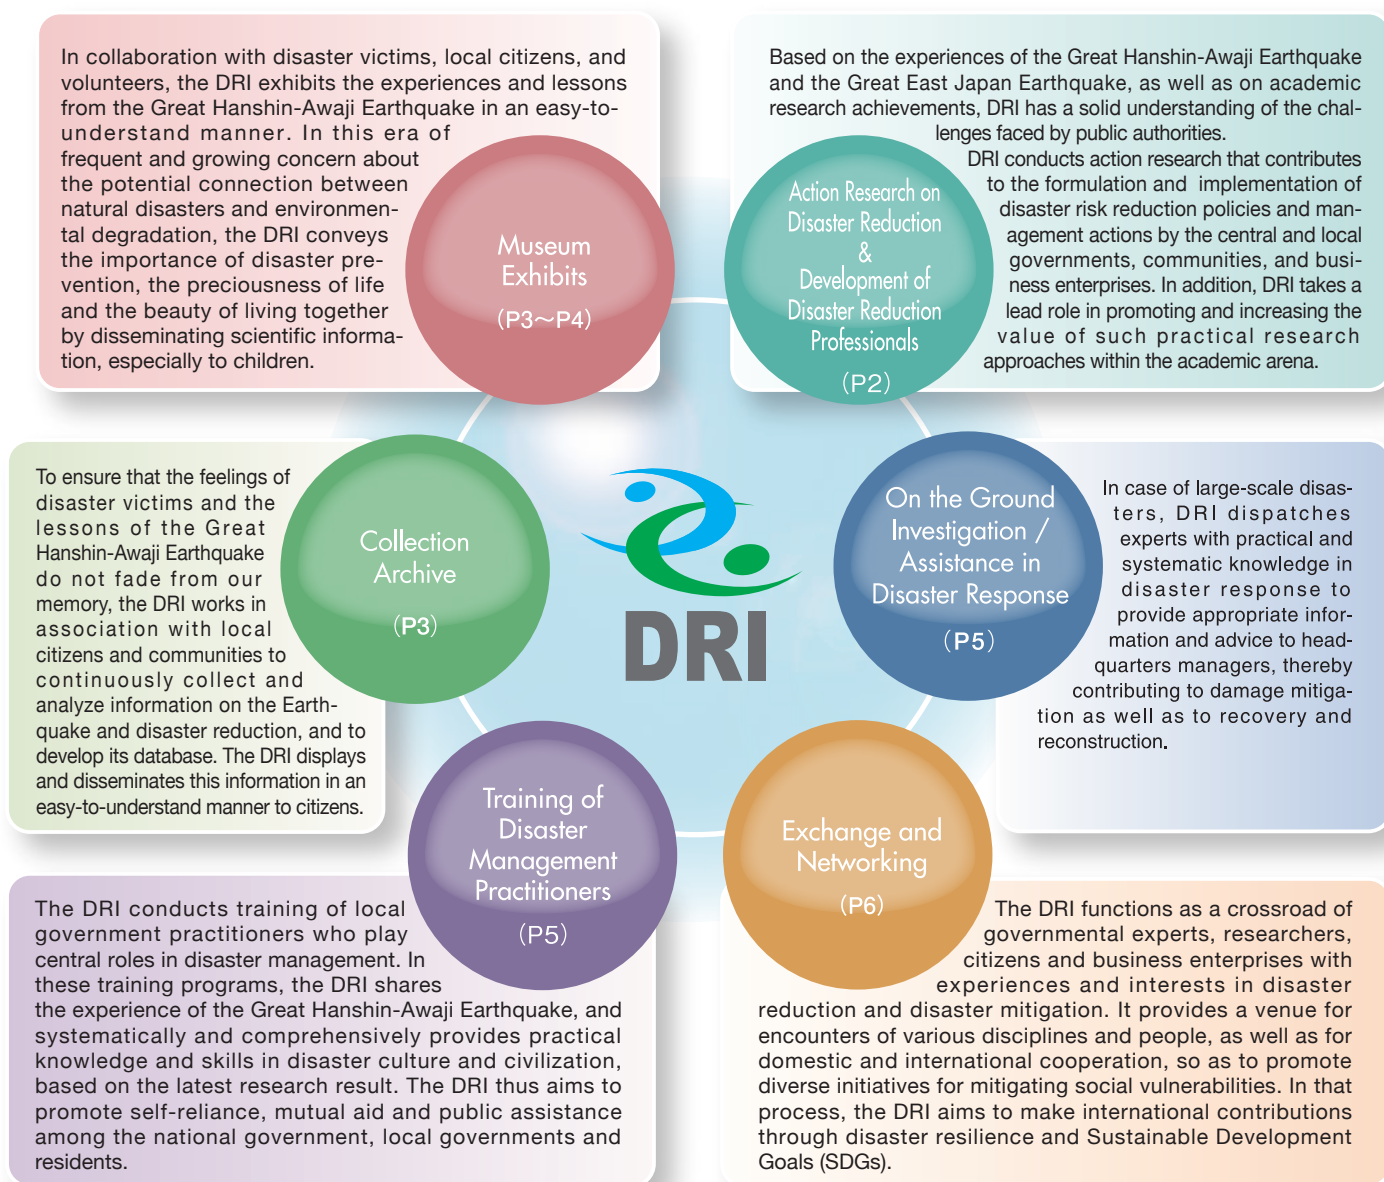 In collaboration with disaster victims, local citizens, and
volunteers, the DRI exhibits the experiences and lessons
from the Great Hanshin-Awaji Earthquake in an easy-to-
understand manner. In this era of
frequent and growing concern about
the potential connection between
natural disasters and environmen-
tal degradation, the DRI conveys
the importance of disaster pre-
vention, the preciousness of life
and the beauty of living together
by disseminating scientific informa-
tion, especially to children.
Museum
Exhibits
(P3～P4)
Based on the experiences of the Great Hanshin-Awaji Earthquake
and the Great East Japan Earthquake, as well as on academic
research achievements, DRI has a solid understanding of the chal-
lenges faced by public authorities.
DRI conducts action research that contributes
to the formulation and implementation of
disaster risk reduction policies and man-
agement actions by the central and local
governments, communities, and busi-
ness enterprises. In addition, DRI takes a
lead role in promoting and increasing the
value of such practical research
approaches within the academic arena.
Action Research on
Disaster Reduction
&
Development of
Disaster Reduction
Professionals
(P2)
To ensure that the feelings of
disaster victims and the
lessons of the Great
Hanshin-Awaji Earthquake
do not fade from our
memory, the DRI works in
association with local
citizens and communities to
continuously collect and
analyze information on the Earth-
quake and disaster reduction, and to
develop its database. The DRI displays
and disseminates this information in an
easy-to-understand manner to citizens.
Collection
Archive
(P3)
DRI
On the Ground
Investigation /
Assistance in
Disaster Response
(P5)
In case of large-scale disas-
ters, DRI dispatches
experts with practical and
systematic knowledge in
disaster response to
provide appropriate infor-
mation and advice to head-
quarters managers, thereby
contributing to damage mitiga-
tion as well as to recovery and
reconstruction.
Training of
Disaster
Management
Practitioners
(P5)
The DRI conducts training of local
government practitioners who play
central roles in disaster management. In
these training programs, the DRI shares
the experience of the Great Hanshin-Awaji Earthquake, and
systematically and comprehensively provides practical
knowledge and skills in disaster culture and civilization,
based on the latest research result. The DRI thus aims to
promote self-reliance, mutual aid and public assistance
among the national government, local governments and
residents.
Exchange and
Networking
(P6)
The DRI functions as a crossroad of
governmental experts, researchers,
citizens and business enterprises with
experiences and interests in disaster
reduction and disaster mitigation. It provides a venue for
encounters of various disciplines and people, as well as for
domestic and international cooperation, so as to promote
diverse initiatives for mitigating social vulnerabilities. In that
process, the DRI aims to make international contributions
through disaster resilience and Sustainable Development
Goals (SDGs).